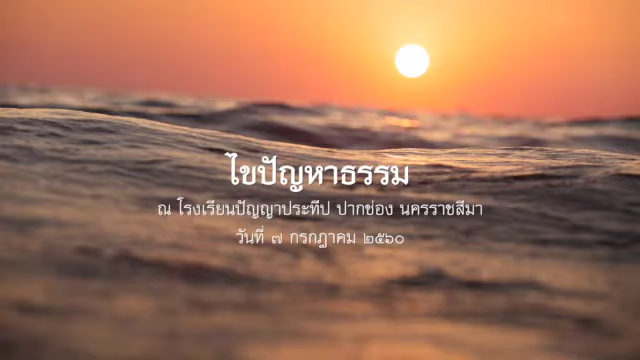 ไขปัญหาธรรม
ณ โรงเรียนปัญญาประทีป ปากช่อง นครราชสีมา
วันที่ ๗ กรกฎาคม ๒๕๖๐